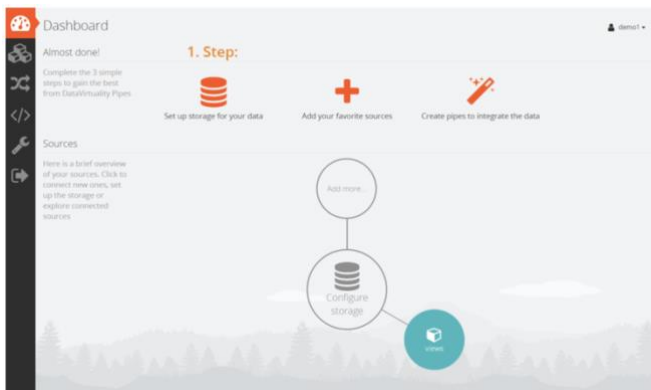 Dashboard
demo1
Almost done!
1. Step:
Complete the 3 simple
steps to gain the best
from DataVirtuality Pipes
Set up storage for your data
Add your favorite sources
Create pipes to integrate the data
Sources
Here is a brief overview
of your sources. Click to
connect new ones, set
up the storage or
explore connected
sources
Add more...
Configure
storage
views